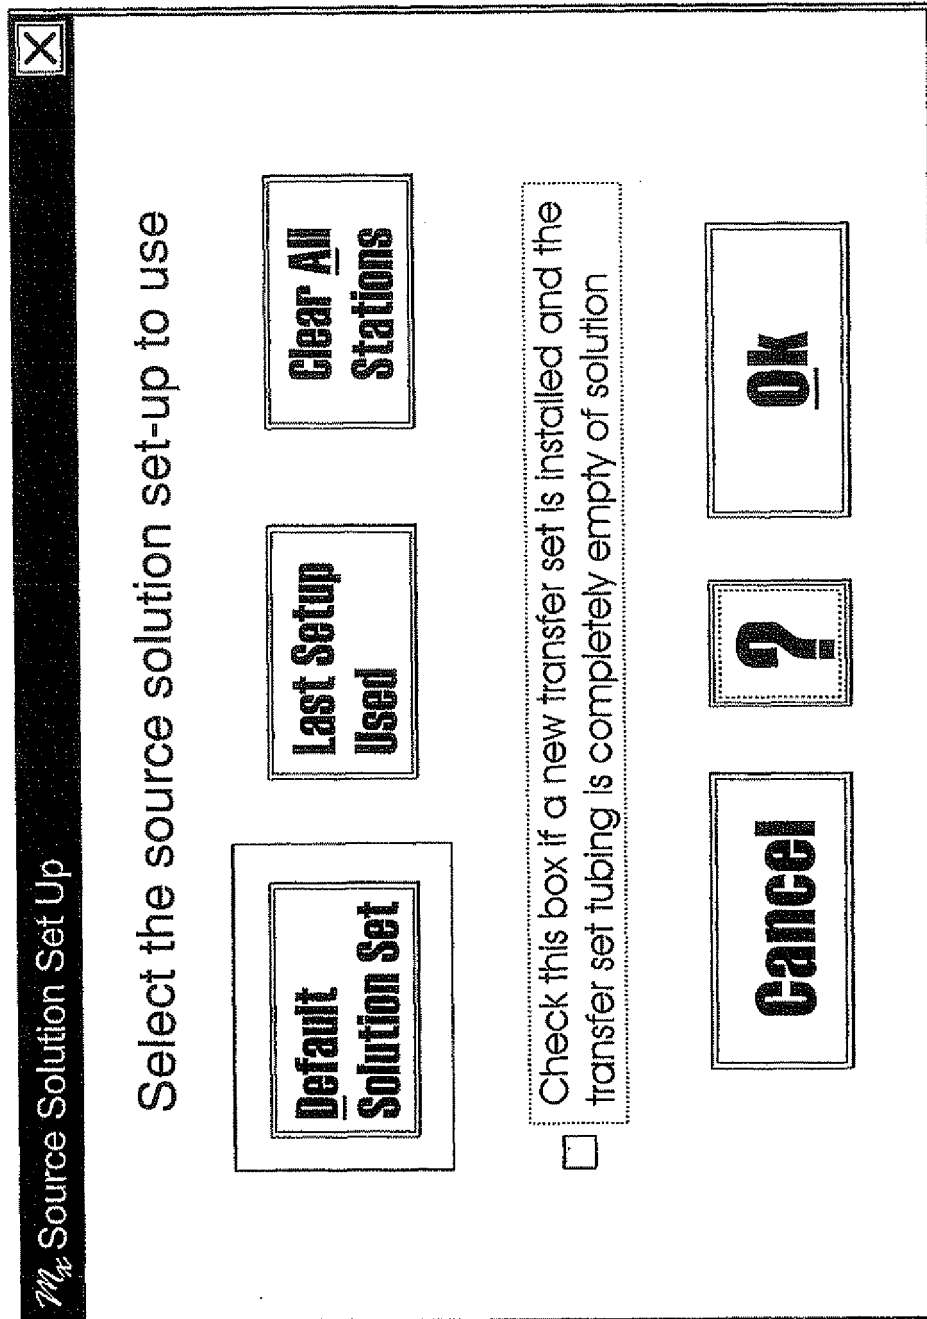 Mx Source Solution Set Up
Select the source solution set-up to use
Default
Solution Set
Last Setup
Used
Clear All
Stations
Check this box if a new transfer set is installed and the
transfer set tubing is completely empty of solution
Cancel
?
Ok